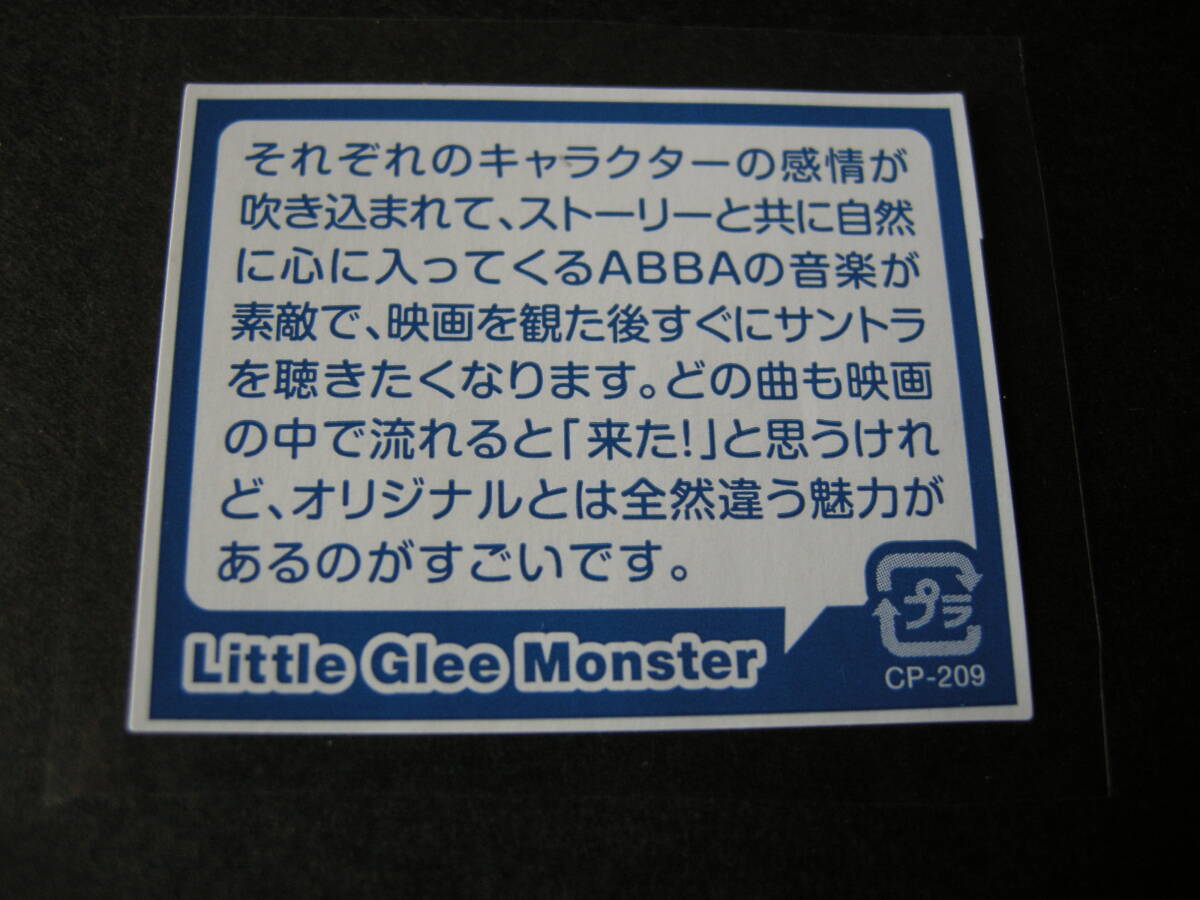 それぞれのキャラクターの感情が
吹き込まれて、ストーリーと共に自然
に心に入ってくるABBAの音楽が
素敵で、映画を観た後すぐにサントラ
を聴きたくなります。どの曲も映画
の中で流れると「来た!」と思うけれ
ど、オリジナルとは全然違う魅力が
あるのがすごいです。
Little Glee Monster
プラ
CP-209